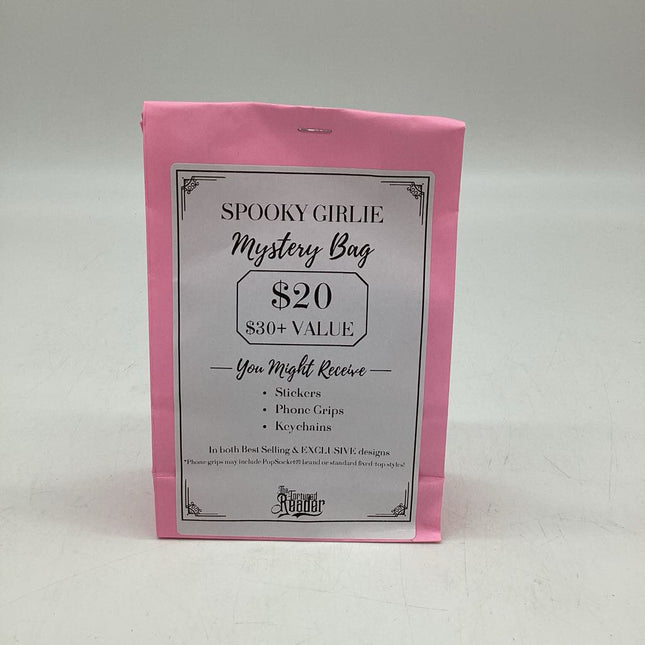 SPOOKY GIRLIE
Mystery Bag
$20
$30+ VALUE
You Might Receive
• Stickers
• Phone Grips
• Keychains
In both Best Selling & EXCLUSIVE designs
*Phone grips may include PopSocket® brand or standard fixed-top styles!
The
Tortured
Reader